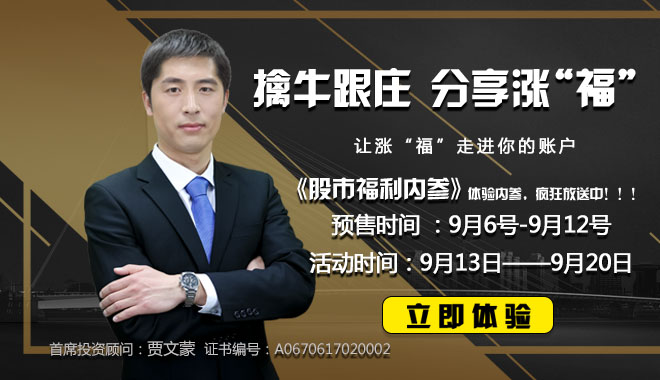 擒牛跟庄 分享涨“福”
让涨“福”走进你的账户
《股市福利内参》体验内参，疯狂放送中！！！
预售时间 ：9月6号-9月12号
活动时间：9月13日——9月20日
立即体验
首席投资顾问：贾文蒙 证书编号：A0670617020002